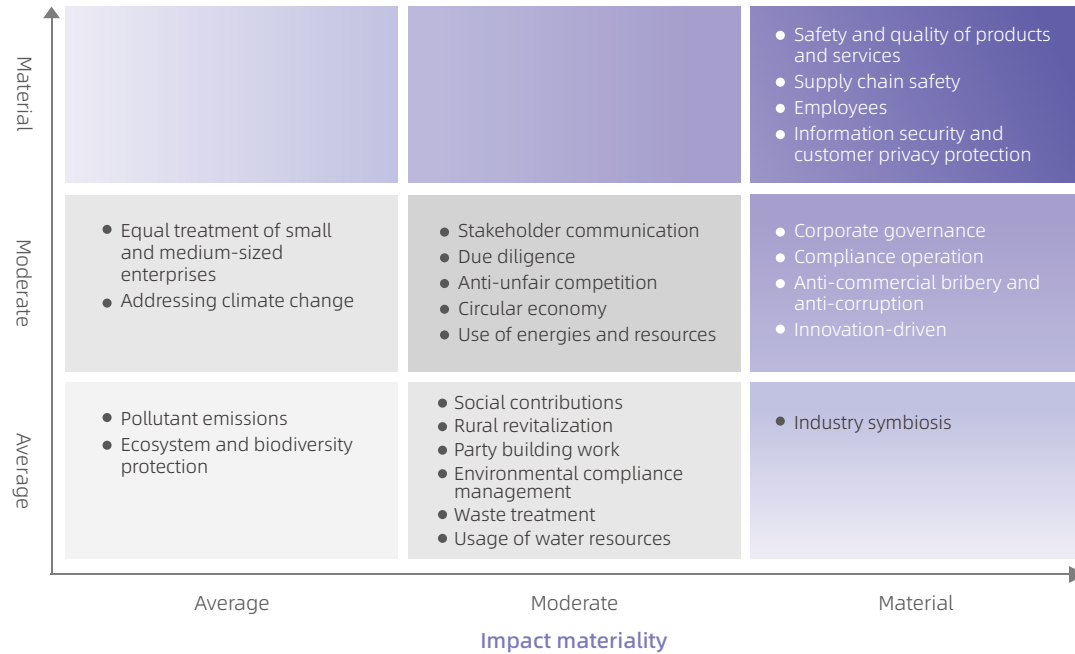 Material
Safety and quality of products
and services
Supply chain safety
Employees
Information security and
customer privacy protection
Moderate
Equal treatment of small
and medium-sized
enterprises
Addressing climate change
Stakeholder communication
Due diligence
Anti-unfair competition
Circular economy
Use of energies and resources
Corporate governance
Compliance operation
Anti-commercial bribery and
anti-corruption
Innovation-driven
Average
Pollutant emissions
Ecosystem and biodiversity
protection
Social contributions
Rural revitalization
Party building work
Environmental compliance
management
Waste treatment
Usage of water resources
Industry symbiosis
Average
Moderate
Material
Impact materiality